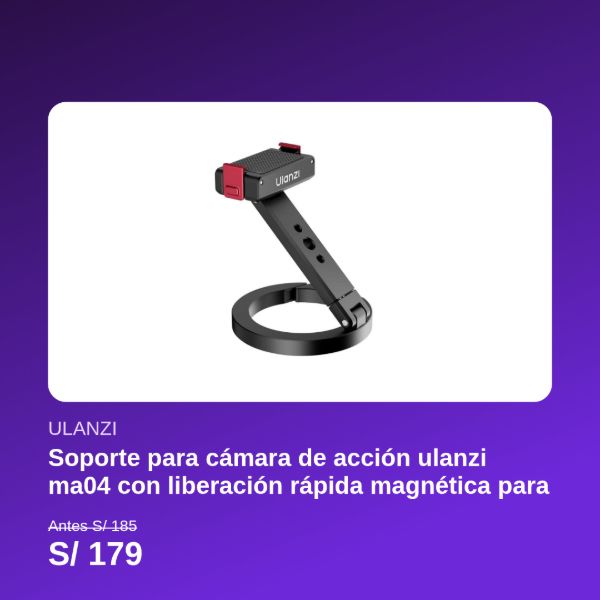 Ulanzi
ULANZI
Soporte para cámara de acción ulanzi
ma04 con liberación rápida magnética para
Antes S/ 185
S/ 179